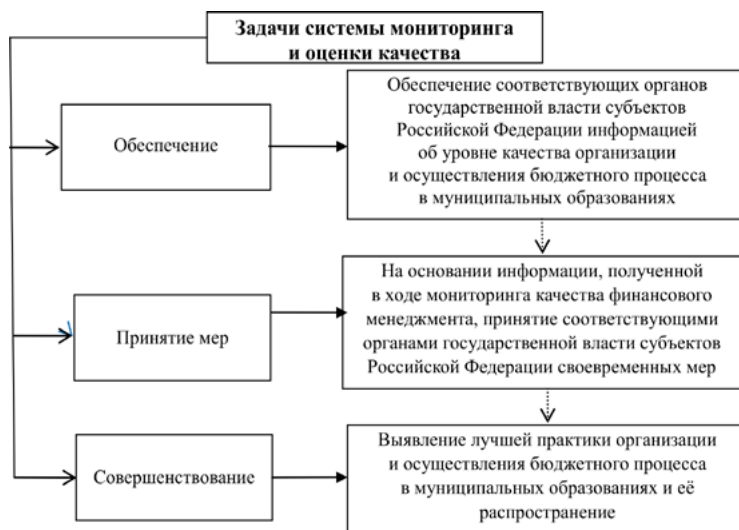 Задачи системы мониторинга
и оценки качества
Обеспечение
Обеспечение соответствующих органов
государственной власти субъектов
Российской Федерации информацией
об уровне качества организации
и осуществления бюджетного процесса
в муниципальных образованиях
Принятие мер
На основании информации, полученной
в ходе мониторинга качества финансового
менеджмента, принятие соответствующими
органами государственной власти субъектов
Российской Федерации своевременных мер
Совершенствование
Выявление лучшей практики организации
и осуществления бюджетного процесса
в муниципальных образованиях и её
распространение